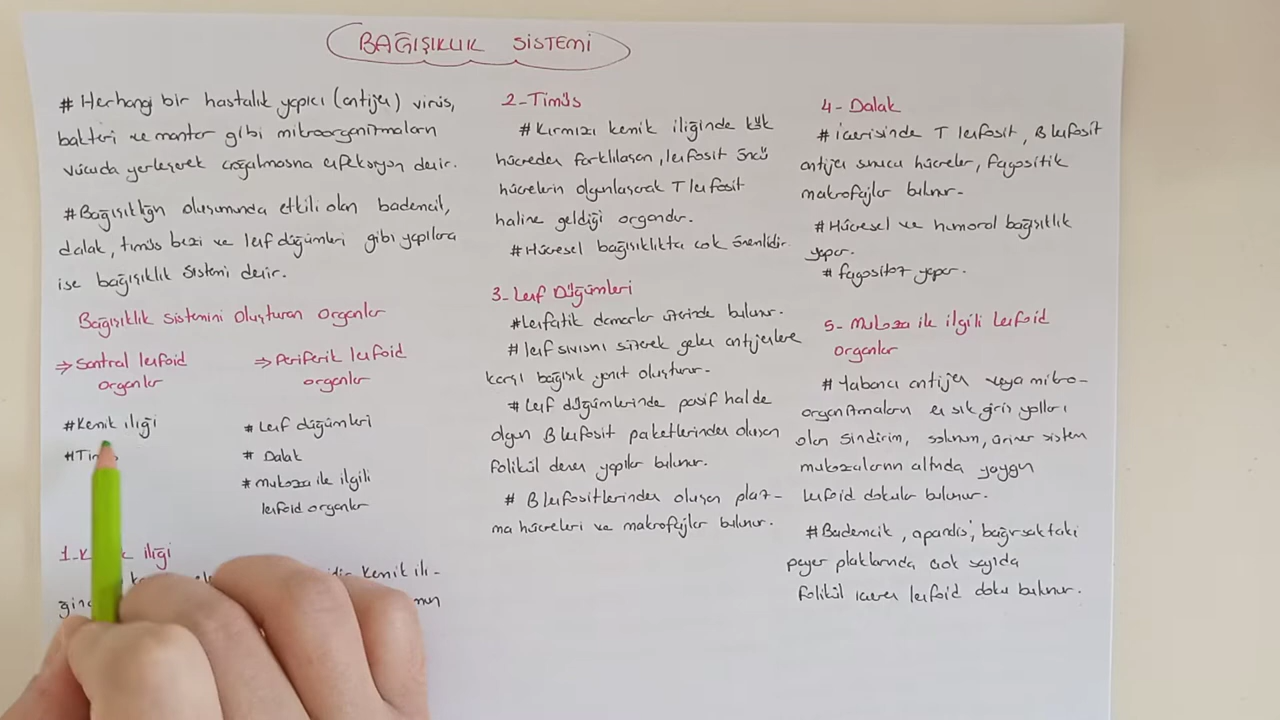 BAĞIŞIKLIK SİSTEMİ
# Herhangi bir hastalık yapıcı (antijen) virüs,
bakteri ve mantar gibi mikroorganizmaların
vücuda yerleşerek çoğalmasına enfeksiyon denir.
# Bağışıklığın oluşumunda etkili olan bademcik,
dalak, timüs bezi ve lenf düğümleri gibi yapılara
ise bağışıklık sistemi denir.
Bağışıklık sistemini oluşturan organlar
⇒ Santral lenfoid
organlar
# Kemik iliği
⇒ Periferik lenfoid
organlar
# Lenf düğümleri
# Dalak
# mukoza ile ilgili
lenfoid organlar
iliği
kemik ili-
2- Timüs
# Kırmızı kemik iliğinde kök
hücreden farklılaşan, lenfosit öncü
hücrelerin olgunlaşarak T lenfosit
haline geldiği organdır.
# Hücresel bağışıklıkta çok önemlidir.
3- Lenf Düğümleri
# Lenfatik damarlar üzerinde bulunur.
# lenf sıvısını süzerek gelen antijenlere
karşı bağışık yanıt oluşturur.
# Lenf düğümlerinde pasif halde
olgun B lenfosit paketlerinden oluşan
folikül denen yapılar bulunur.
# B lenfositlerinden oluşan plaz-
ma hücreleri ve makrofajlar bulunur.
4- Dalak
# içerisinde T lenfosit, B lenfosit
antijen sunucu hücreler, fagositik
makrofajlar bulunur.
# Hücresel ve humoral bağışıklık
yapar.
# fagositoz yapar.
5- Mukoza ile ilgili Lenfoid
organlar
# Yabancı antijen veya mikro-
organizmaların en sık giriş yolları
olan sindirim, solunum, üriner sistem
mukozalarının altında yaygın
lenfoid dokular bulunur.
# Bademcik, apandis, bağırsaktaki
peyer plaklarında çok sayıda
folikül içeren lenfoid doku bulunur.